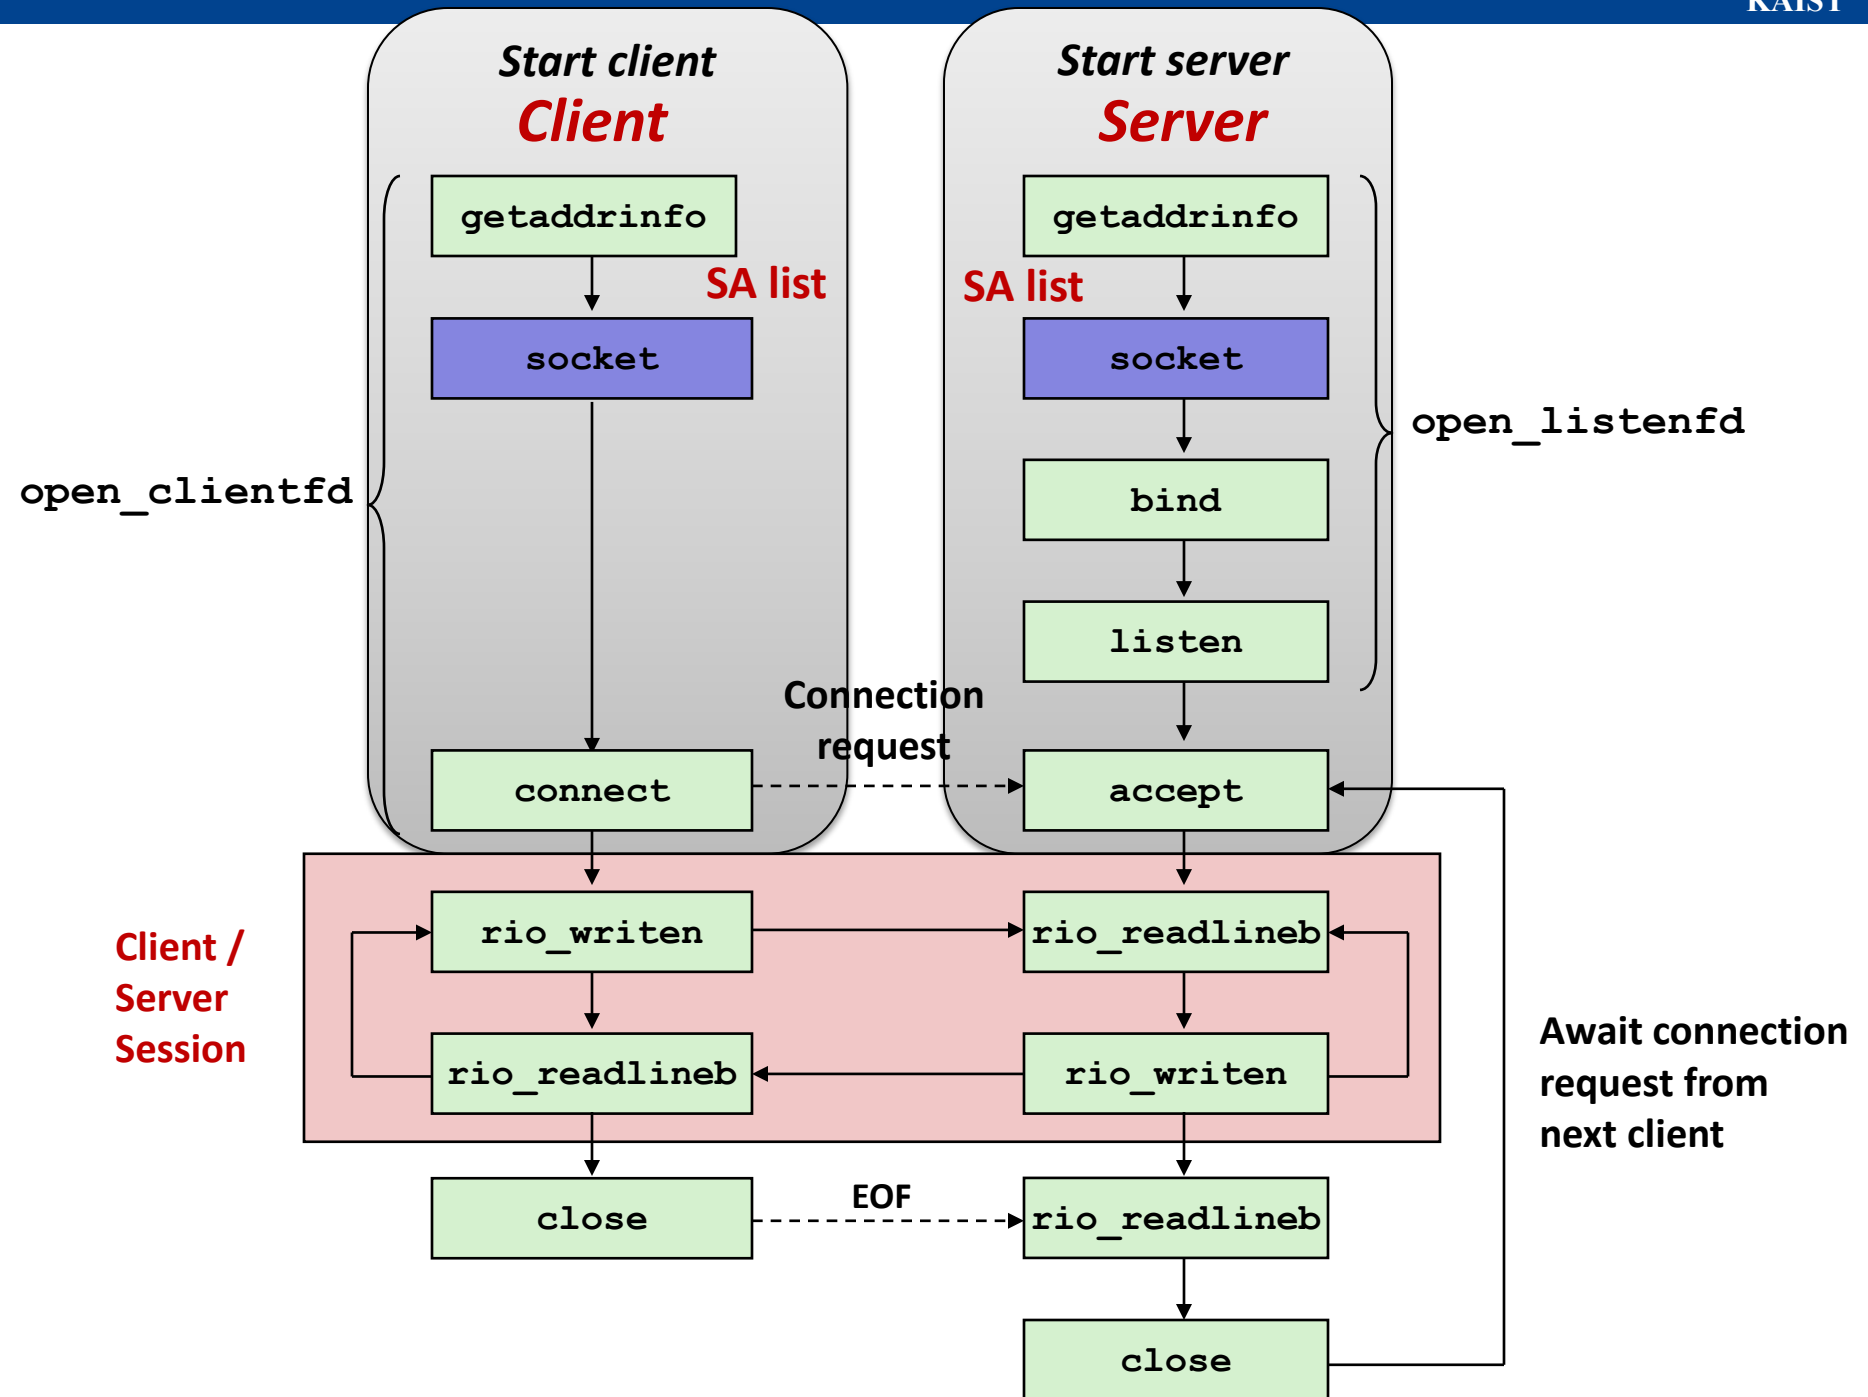 KAIST
Start client
Client
Start server
Server
getaddrinfo
getaddrinfo
SA list
SA list
socket
socket
open_listenfd
open_clientfd
bind
listen
Connection
request
connect
accept
Client /
Server
Session
rio_writen
rio_readlineb
rio_readlineb
rio_writen
Await connection
request from
next client
close
EOF
rio_readlineb
close